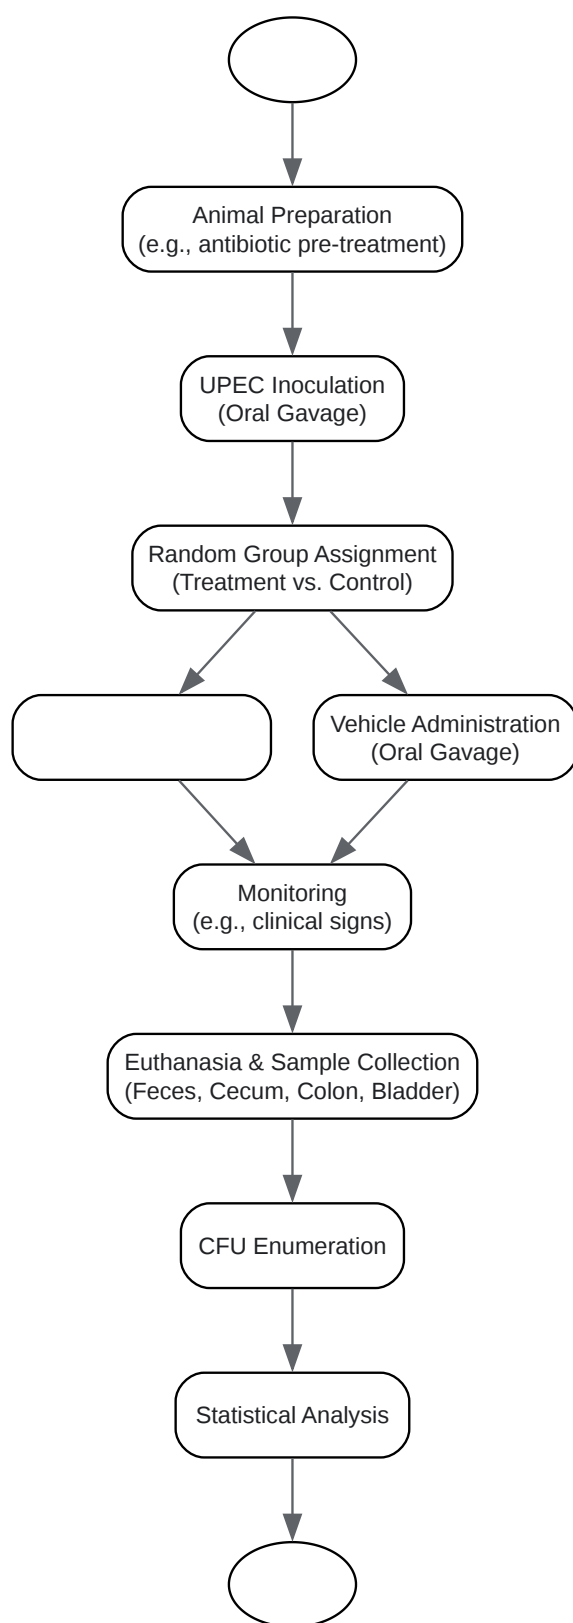 Animal Preparation
(e.g., antibiotic pre-treatment)
UPEC Inoculation
(Oral Gavage)
Random Group Assignment
(Treatment vs. Control)
Vehicle Administration
(Oral Gavage)
Monitoring
(e.g., clinical signs)
Euthanasia & Sample Collection
(Feces, Cecum, Colon, Bladder)
CFU Enumeration
Statistical Analysis